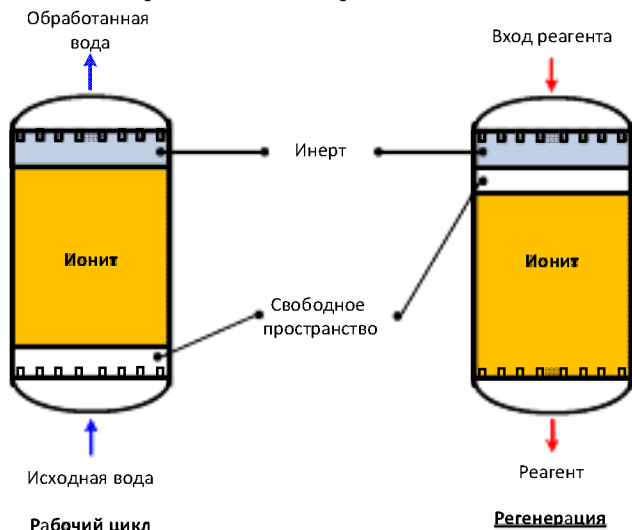 Обработанная
вода
Вход реагента
Инерт
Ионит
Ионит
Свободное
пространство
Исходная вода
Реагент
Рабочий цикл
Регенерация